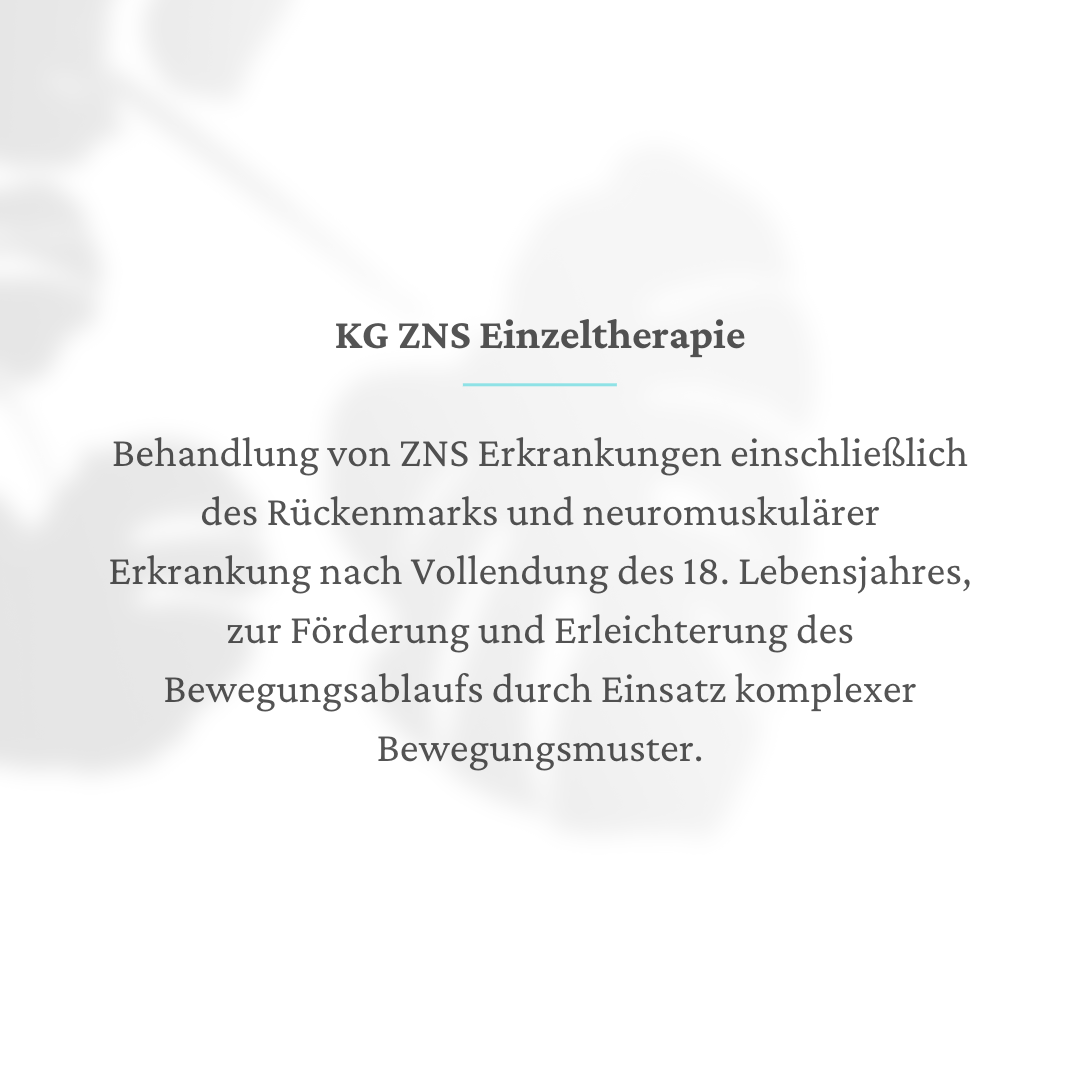 KG ZNS Einzeltherapie
Behandlung von ZNS Erkrankungen einschließlich
des Rückenmarks und neuromuskulärer
Erkrankung nach Vollendung des 18. Lebensjahres,
zur Förderung und Erleichterung des
Bewegungsablaufs durch Einsatz komplexer
Bewegungsmuster.